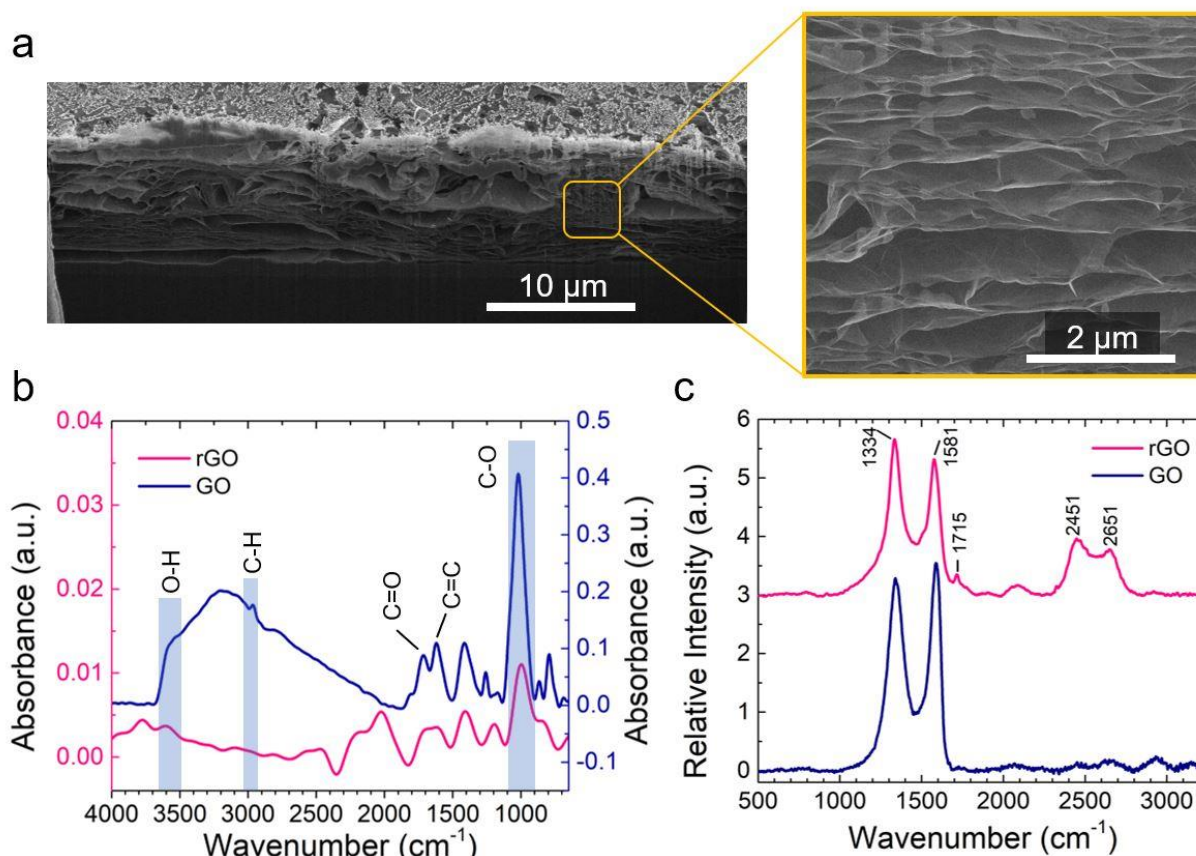 a
10 µm
2 µm
b
0.04
0.03
0.02
0.01
0.00
Absorbance (a.u.)
rGO
GO
O-H
C-H
C=O
C=C
C-O
0.5
0.4
0.3
0.2
0.1
0.0
-0.1
Absorbance (a.u.)
4000 3500 3000 2500 2000 1500 1000
Wavenumber (cm⁻¹)
c
6
5
4
3
2
1
0
Relative Intensity (a.u.)
1334
1581
1715
2451
2651
rGO
GO
500 1000 1500 2000 2500 3000
Wavenumber (cm⁻¹)